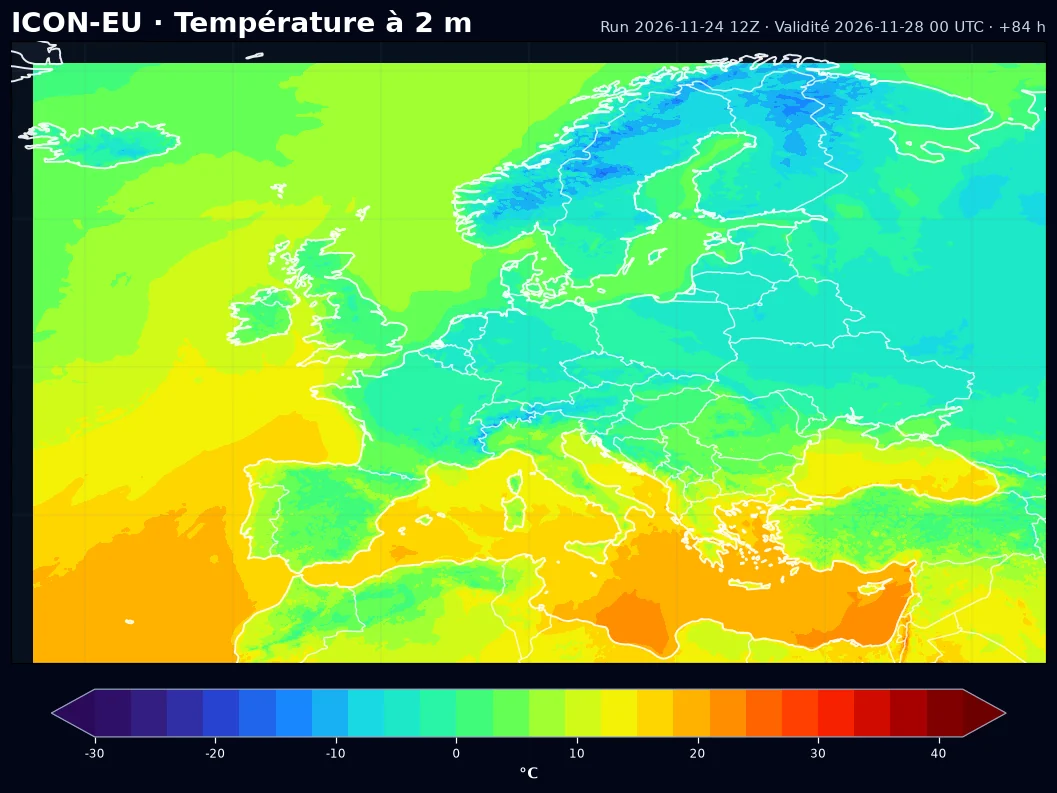 ICON-EU · Température à 2 m
Run 2026-11-24 12Z · Validité 2026-11-28 00 UTC · +84 h
-30 -20 -10 0 10 20 30 40
°C